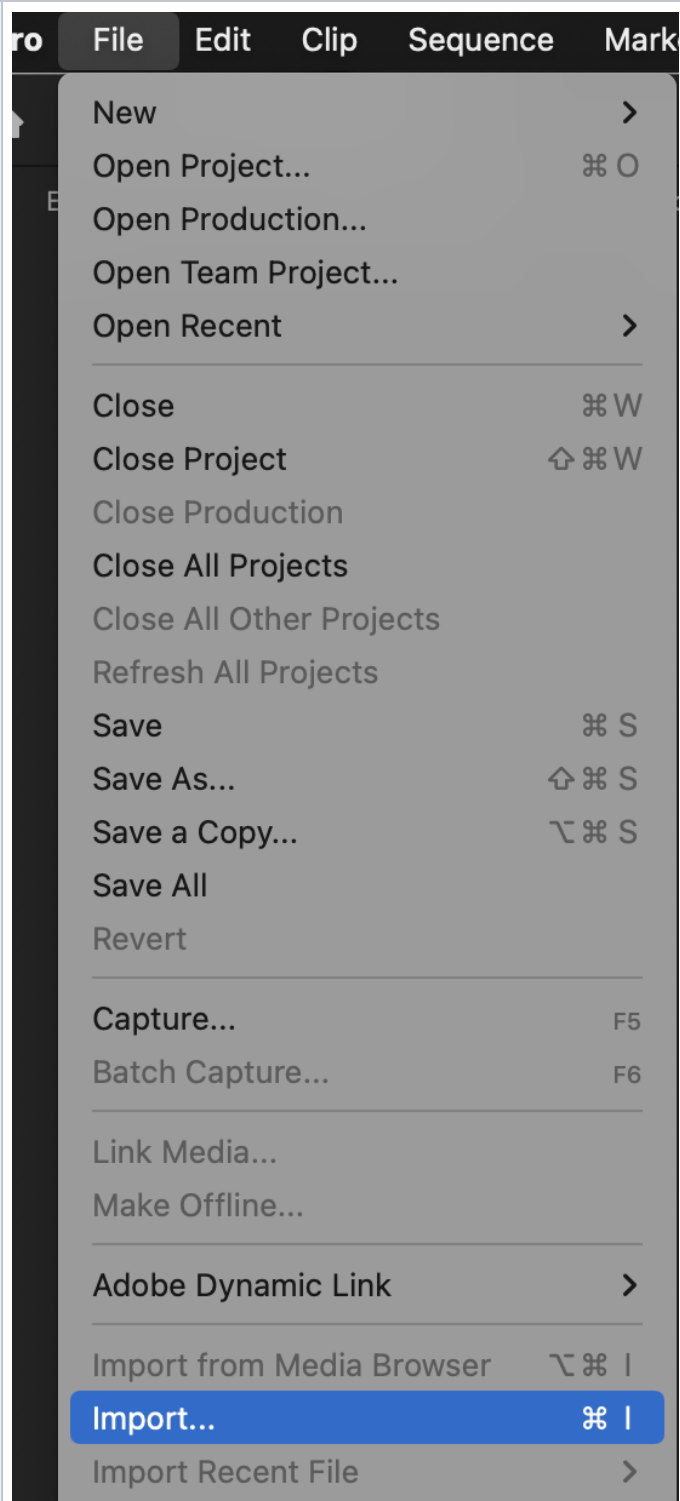 ro File Edit Clip Sequence Mark
New
Open Project... ⌘ O
Open Production...
Open Team Project...
Open Recent
Close ⌘W
Close Project ⇧⌘W
Close Production
Close All Projects
Close All Other Projects
Refresh All Projects
Save ⌘ S
Save As... ⇧⌘ S
Save a Copy... ⌥⌘ S
Save All
Revert
Capture... F5
Batch Capture... F6
Link Media...
Make Offline...
Adobe Dynamic Link
Import from Media Browser ⌥⌘ I
Import... ⌘ I
Import Recent File